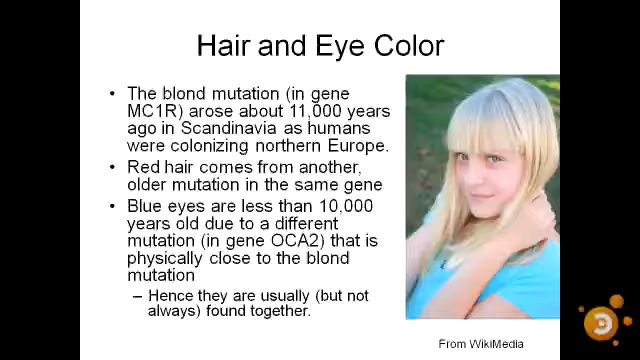 Hair and Eye Color
• The blond mutation (in gene
MC1R) arose about 11,000 years
ago in Scandinavia as humans
were colonizing northern Europe.
• Red hair comes from another,
older mutation in the same gene
• Blue eyes are less than 10,000
years old due to a different
mutation (in gene OCA2) that is
physically close to the blond
mutation
– Hence they are usually (but not
always) found together.
From WikiMedia